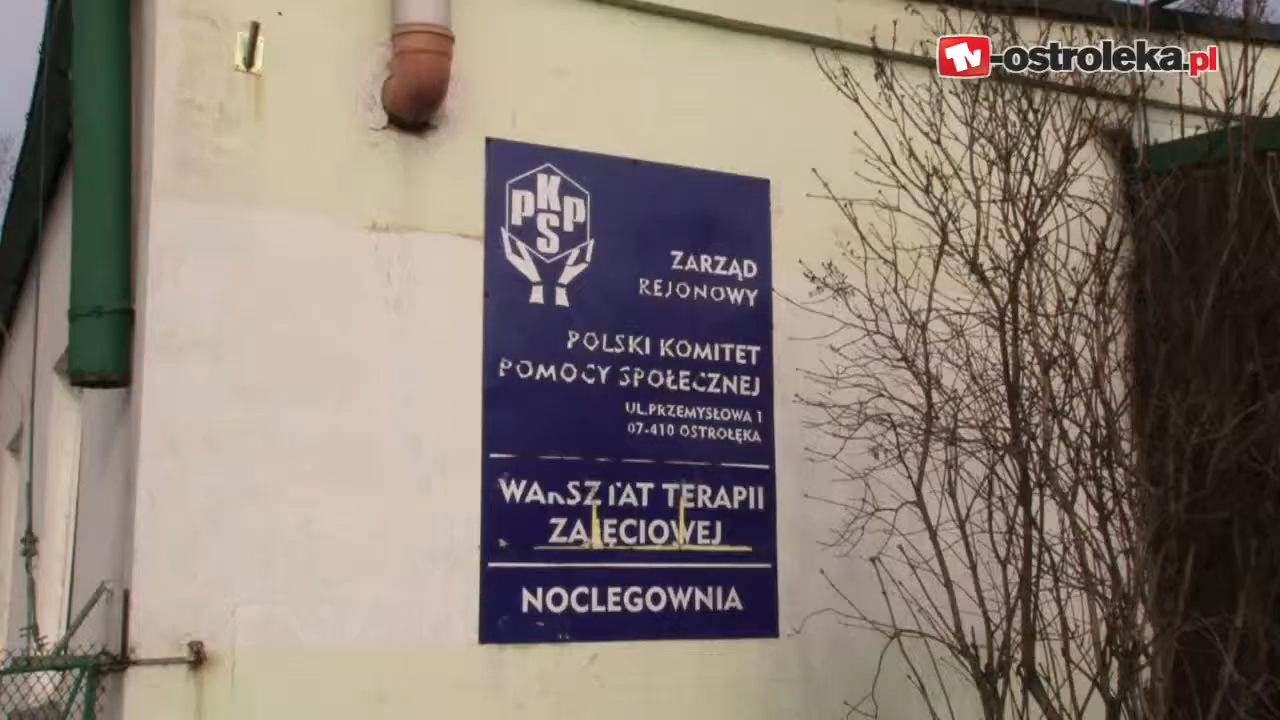 TV-ostroleka.pl
K
P P
S
ZARZĄD
REJONOWY
POLSKI KOMITET
POMOCY SPOŁECZNEJ
UL.PRZEMYSŁOWA 1
07-410 OSTROŁĘKA
WARSZTAT TERAPII
ZAJĘCIOWEJ
NOCLEGOWNIA